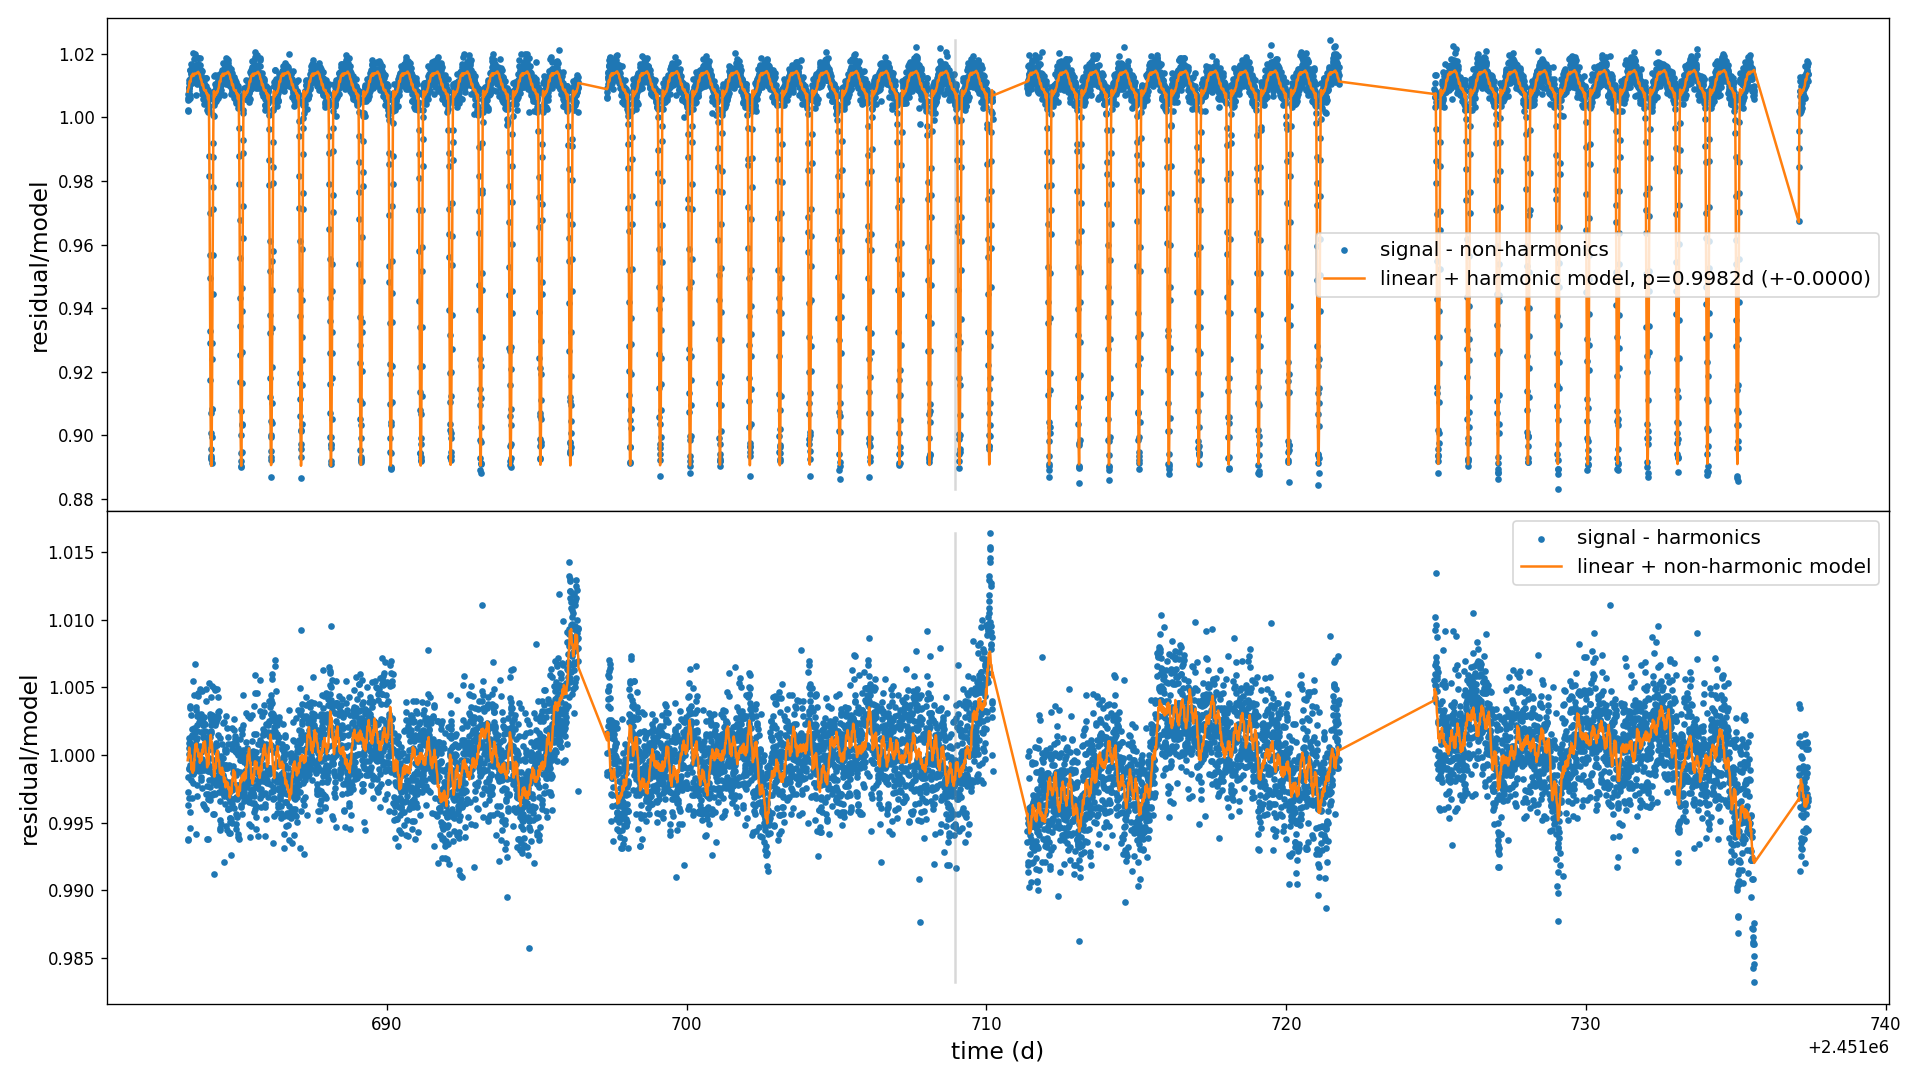 1.02
1.00
0.98
0.96
0.94
0.92
0.90
0.88
residual/model
signal - non-harmonics
linear + harmonic model, p=0.9982d (+-0.0000)
1.015
1.010
1.005
1.000
0.995
0.990
0.985
residual/model
signal - harmonics
linear + non-harmonic model
690 700 710 720 730 740
time (d)
+2.451e6